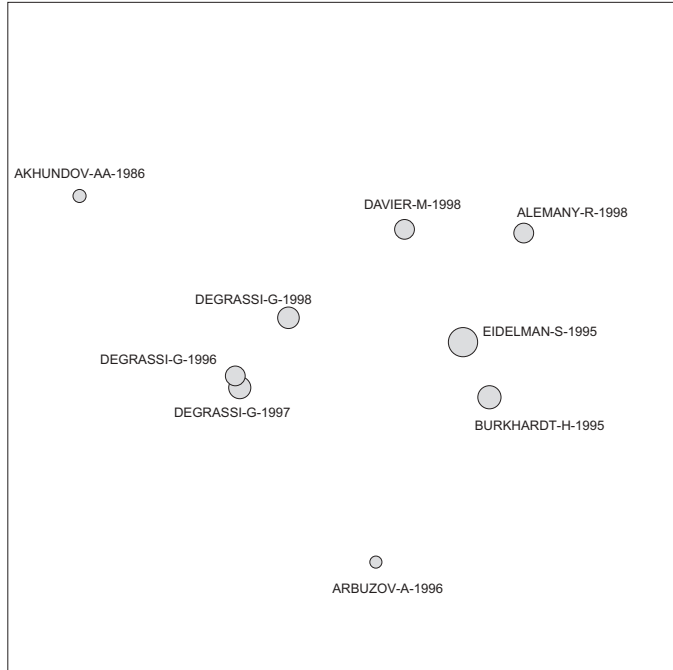 AKHUNDOV-AA-1986
DAVIER-M-1998
ALEMANY-R-1998
DEGRASSI-G-1998
EIDELMAN-S-1995
DEGRASSI-G-1996
DEGRASSI-G-1997
BURKHARDT-H-1995
ARBUZOV-A-1996